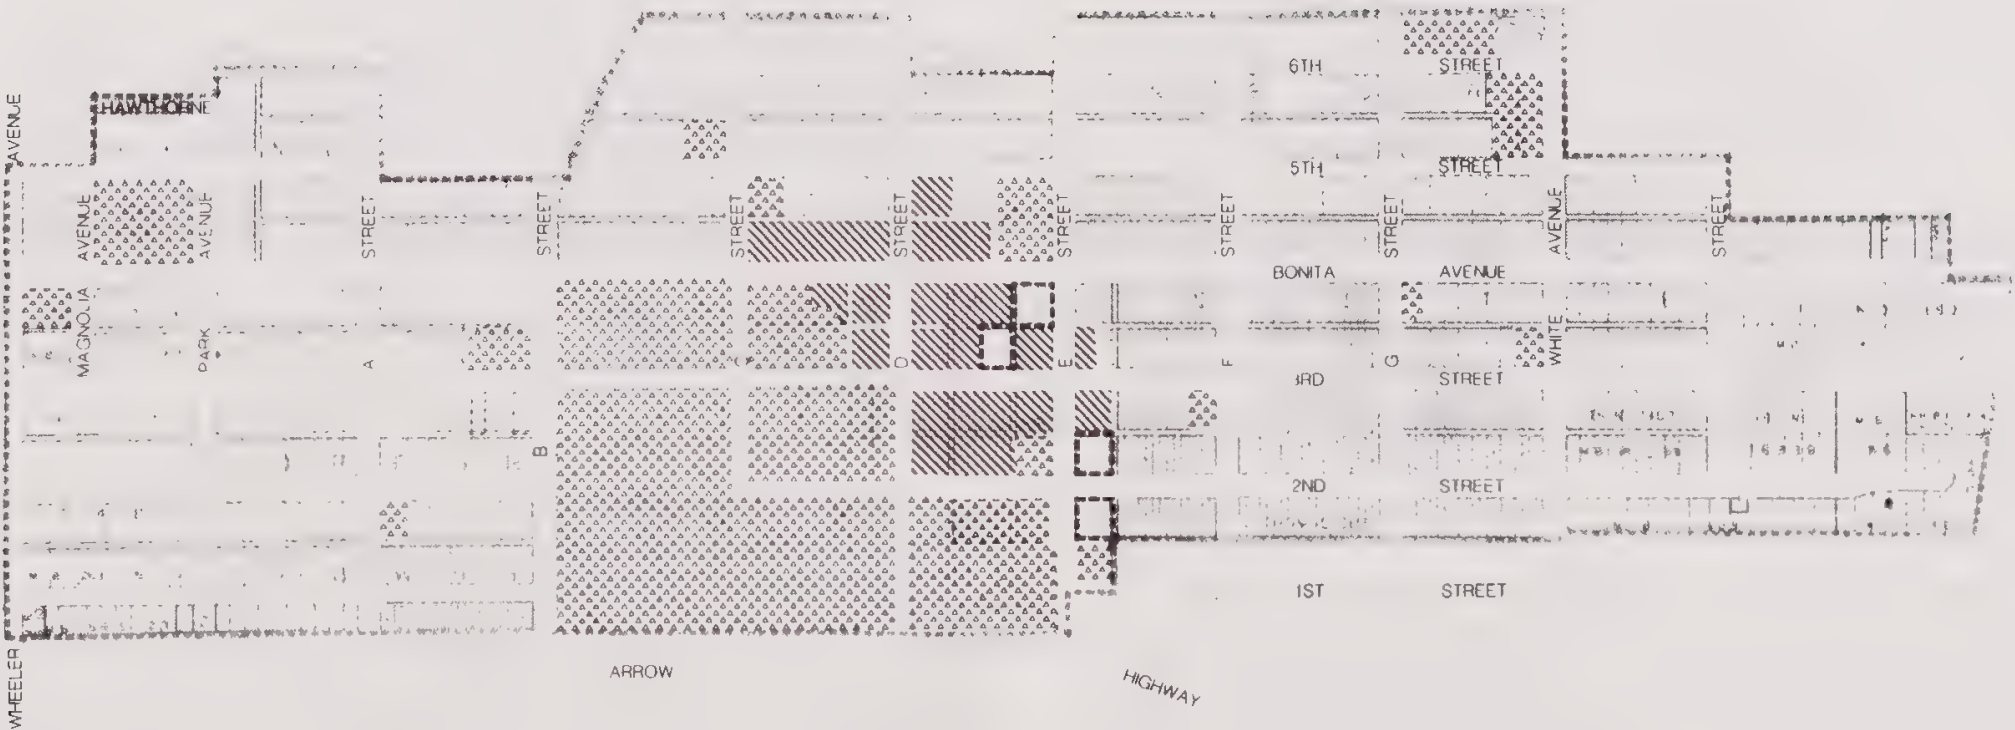 6TH STREET
HAWTHORNE
5TH STREET
WHEELER AVENUE
MAGNOLIA AVENUE
PARK AVENUE
A STREET
B STREET
C STREET
D STREET
E STREET
F STREET
G STREET
WHITE AVENUE
STREET
BONITA AVENUE
3RD STREET
2ND STREET
1ST STREET
ARROW HIGHWAY